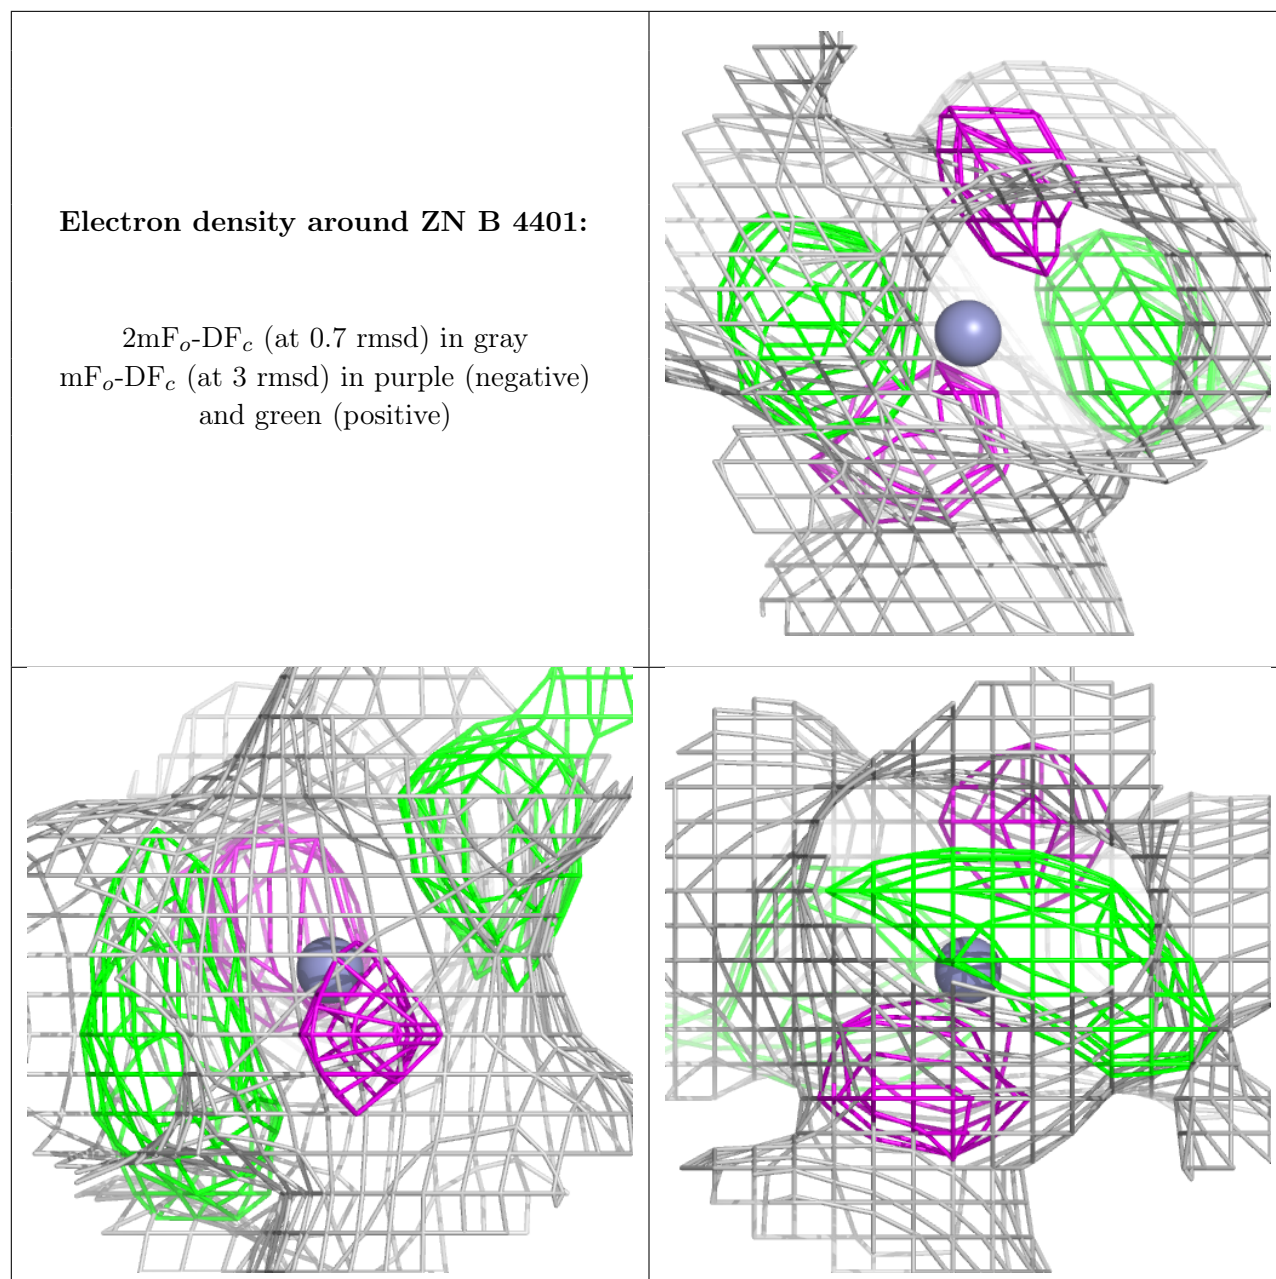 Electron density around ZN B 4401:
2mFo-DFc (at 0.7 rmsd) in gray
mFo-DFc (at 3 rmsd) in purple (negative)
and green (positive)